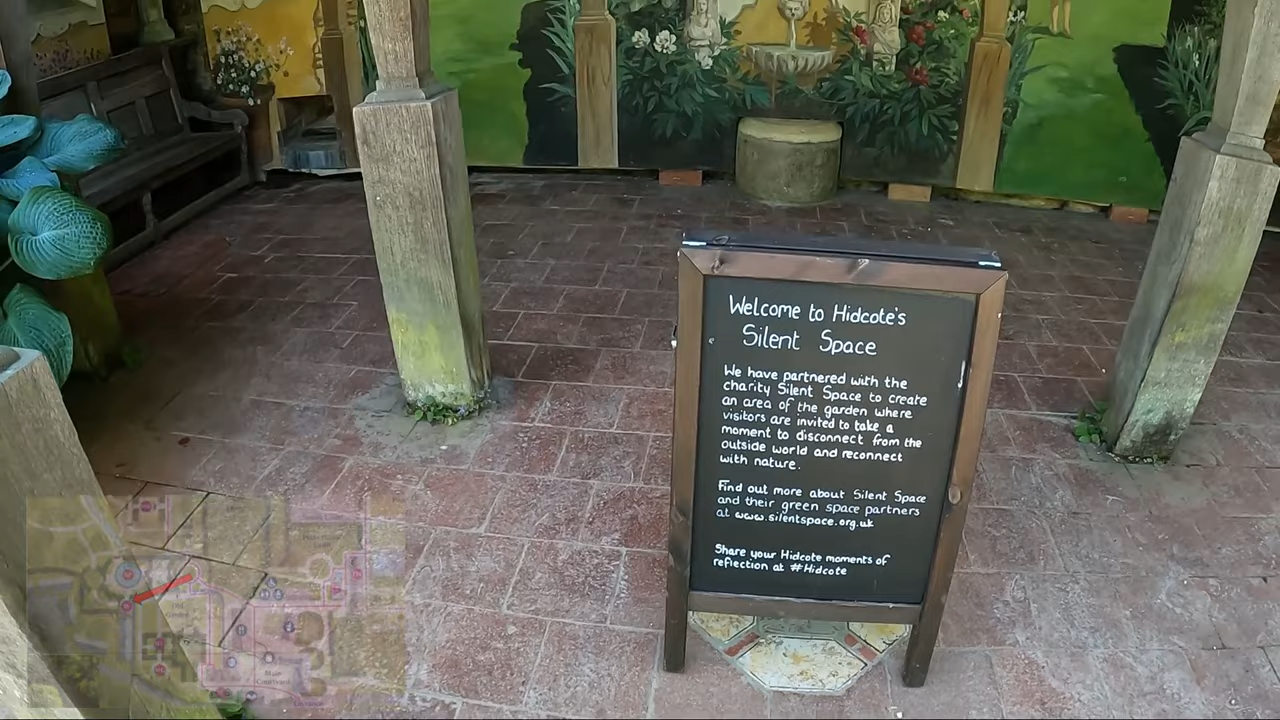 Welcome to Hidcote's
Silent Space
We have partnered with the
charity Silent Space to create
an area of the garden where
visitors are invited to take a
moment to disconnect from the
outside world and reconnect
with nature.
Find out more about Silent Space
and their green space partners
at www.silentspace.org.uk
Share your Hidcote moments of
reflection at #Hidcote
Main
Courtyard